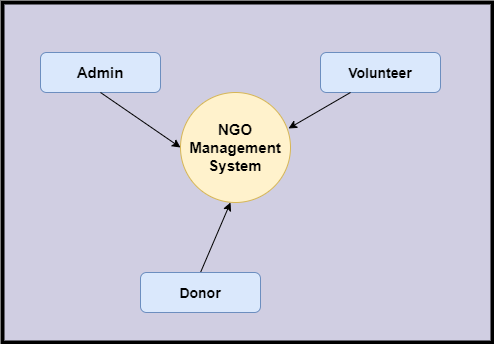 Admin
Volunteer
NGO
Management
System
Donor